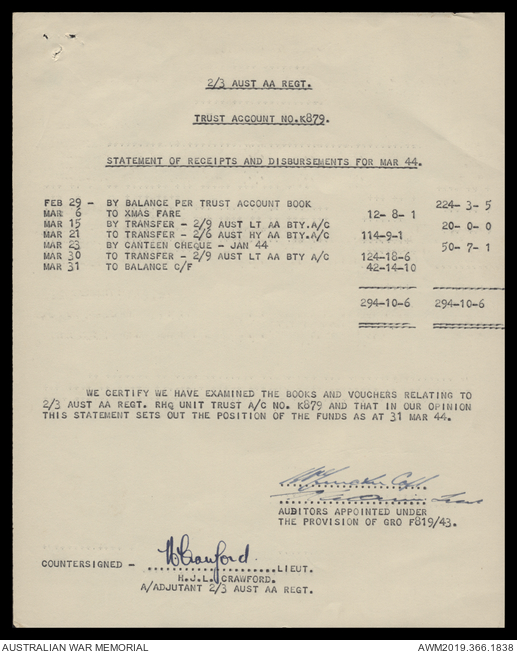 2/3 AUST AA REGT.
TRUST ACCOUNT NO.K879.
STATEMENT OF RECEIPTS AND DISBURSEMENTS FOR MAR 44.
FEB 29 - BY BALANCE PER TRUST ACCOUNT BOOK 224- 3- 5
MAR 6 TO XMAS FARE 12- 8- 1
MAR 15 BY TRANSFER - 2/9 AUST LT AA BTY.A/C 20- 0- 0
MAR 21 TO TRANSFER - 2/6 AUST HY AA BTY.A/C 114-9-1
MAR 23 BY CANTEEN CHEQUE - JAN 44 50- 7- 1
MAR 30 TO TRANSFER - 2/9 AUST LT AA BTY A/C 124-18-6
MAR 31 TO BALANCE C/F 42-14-10
294-10-6 294-10-6
WE CERTIFY WE HAVE EXAMINED THE BOOKS AND VOUCHERS RELATING TO
2/3 AUST AA REGT. RHQ UNIT TRUST A/C NO. K879 AND THAT IN OUR OPINION
THIS STATEMENT SETS OUT THE POSITION OF THE FUNDS AS AT 31 MAR 44.
AUDITORS APPOINTED UNDER
THE PROVISION OF GRO F819/43.
COUNTERSIGNED - HCrawford. LIEUT.
H.J.L. CRAWFORD.
A/ADJUTANT 2/3 AUST AA REGT.
AUSTRALIAN WAR MEMORIAL AWM2019.366.1838